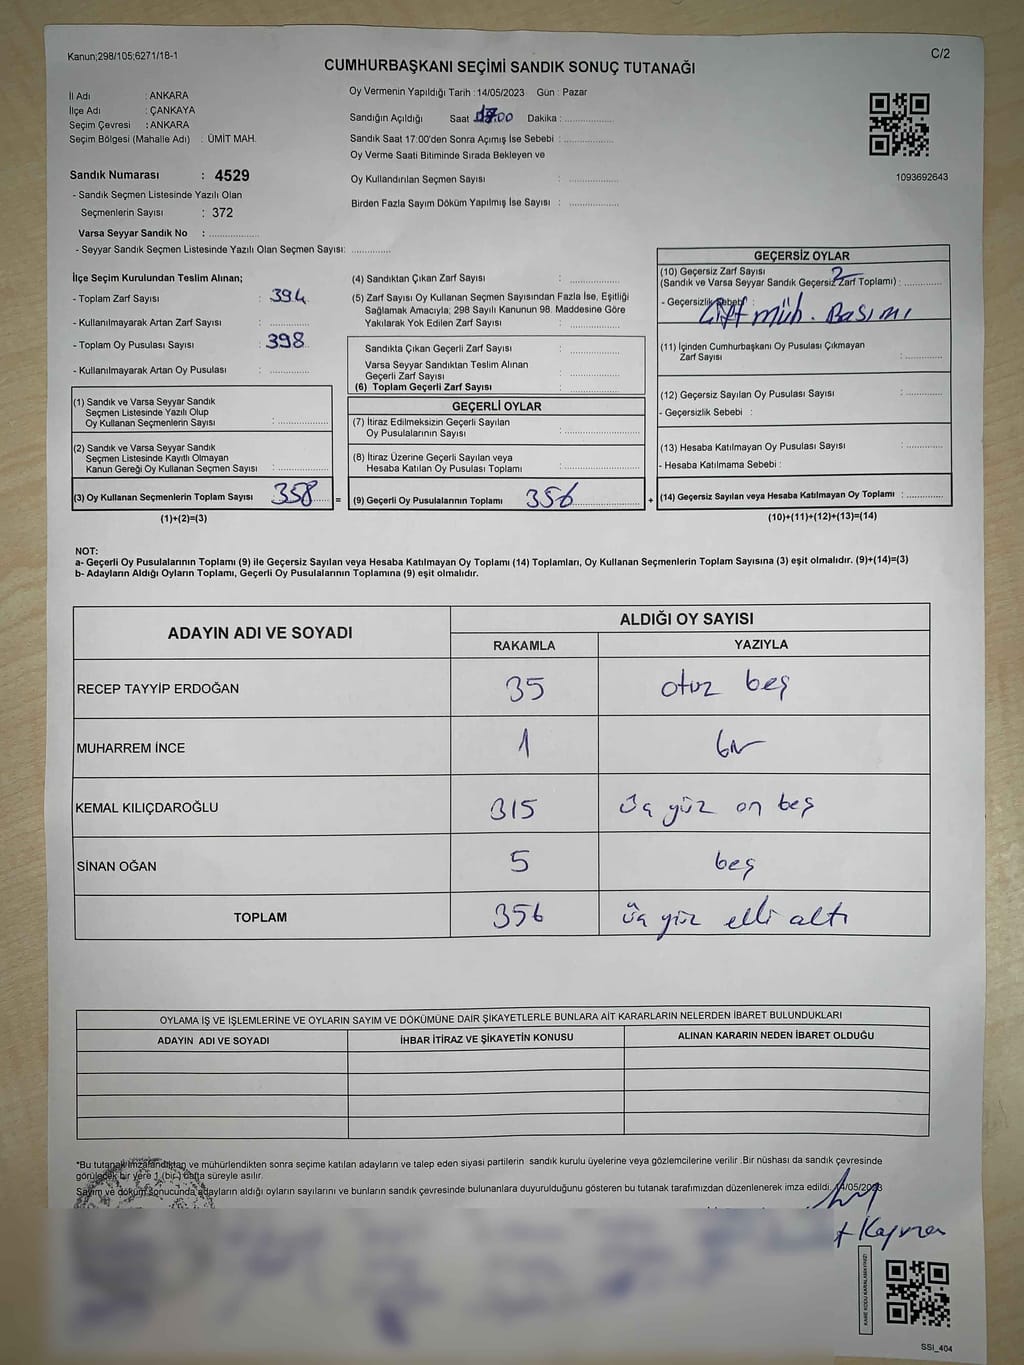 Kanun;298/105;6271/18-1
C/2
CUMHURBAŞKANI SEÇİMİ SANDIK SONUÇ TUTANAĞI
İl Adı : ANKARA
İlçe Adı : ÇANKAYA
Seçim Çevresi : ANKARA
Seçim Bölgesi (Mahalle Adı) : ÜMİT MAH.
Sandık Numarası : 4529
- Sandık Seçmen Listesinde Yazılı Olan
Seçmenlerin Sayısı : 372
Varsa Seyyar Sandık No : ..................
- Seyyar Sandık Seçmen Listesinde Yazılı Olan Seçmen Sayısı: ..............
Oy Vermenin Yapıldığı Tarih : 14/05/2023 Gün : Pazar
Sandığın Açıldığı Saat 17:00 Dakika : .................
Sandık Saat 17:00'den Sonra Açımış İse Sebebi : .................
Oy Verme Saati Bitiminde Sırada Bekleyen ve
Oy Kullandırılan Seçmen Sayısı : .................
Birden Fazla Sayım Döküm Yapılmış İse Sayısı : .................
1093692643
İlçe Seçim Kurulundan Teslim Alınan;
- Toplam Zarf Sayısı : 394
- Kullanılmayarak Artan Zarf Sayısı : ..............
- Toplam Oy Pusulası Sayısı : 398
- Kullanılmayarak Artan Oy Pusulası : ..............
(1) Sandık ve Varsa Seyyar Sandık
Seçmen Listesinde Yazılı Olup
Oy Kullanan Seçmenlerin Sayısı : ..................
(2) Sandık ve Varsa Seyyar Sandık
Seçmen Listesinde Kayıtlı Olmayan
Kanun Gereği Oy Kullanan Seçmen Sayısı : ..................
(3) Oy Kullanan Seçmenlerin Toplam Sayısı 358 =
(1)+(2)=(3)
(4) Sandıktan Çıkan Zarf Sayısı : .................
(5) Zarf Sayısı Oy Kullanan Seçmen Sayısından Fazla İse, Eşitliği
Sağlamak Amacıyla; 298 Sayılı Kanunun 98. Maddesine Göre
Yakılarak Yok Edilen Zarf Sayısı : .................
Sandıkta Çıkan Geçerli Zarf Sayısı : .................
Varsa Seyyar Sandıktan Teslim Alınan
Geçerli Zarf Sayısı : .................
(6) Toplam Geçerli Zarf Sayısı : .................
GEÇERLİ OYLAR
(7) İtiraz Edilmeksizin Geçerli Sayılan
Oy Pusulalarının Sayısı : .................
(8) İtiraz Üzerine Geçerli Sayılan veya
Hesaba Katılan Oy Pusulası Toplamı : .................
(9) Geçerli Oy Pusulalarının Toplamı 356 +
GEÇERSİZ OYLAR
(10) Geçersiz Zarf Sayısı 2
(Sandık ve Varsa Seyyar Sandık Geçersiz Zarf Toplamı) : ..............
- Geçersizlik Sebebi :
Çift müh. Basımı
(11) İçinden Cumhurbaşkanı Oy Pusulası Çıkmayan
Zarf Sayısı : ..............
(12) Geçersiz Sayılan Oy Pusulası Sayısı : ..............
- Geçersizlik Sebebi :
(13) Hesaba Katılmayan Oy Pusulası Sayısı : ..............
- Hesaba Katılmama Sebebi :
(14) Geçersiz Sayılan veya Hesaba Katılmayan Oy Toplamı : ..............
(10)+(11)+(12)+(13)=(14)
NOT:
a- Geçerli Oy Pusulalarının Toplamı (9) ile Geçersiz Sayılan veya Hesaba Katılmayan Oy Toplamı (14) Toplamları, Oy Kullanan Seçmenlerin Toplam Sayısına (3) eşit olmalıdır. (9)+(14)=(3)
b- Adayların Aldığı Oyların Toplamı, Geçerli Oy Pusulalarının Toplamına (9) eşit olmalıdır.
ADAYIN ADI VE SOYADI
ALDIĞI OY SAYISI
RAKAMLA YAZIYLA
RECEP TAYYİP ERDOĞAN 35 otuz beş
MUHARREM İNCE 1 bir
KEMAL KILIÇDAROĞLU 315 üç yüz on beş
SİNAN OĞAN 5 beş
TOPLAM 356 üç yüz elli altı
OYLAMA İŞ VE İŞLEMLERİNE VE OYLARIN SAYIM VE DÖKÜMÜNE DAİR ŞİKAYETLERLE BUNLARA AİT KARARLARIN NELERDEN İBARET BULUNDUKLARI
ADAYIN ADI VE SOYADI İHBAR İTİRAZ VE ŞİKAYETİN KONUSU ALINAN KARARIN NEDEN İBARET OLDUĞU
*Bu tutanak imzalandıktan ve mühürlendikten sonra seçime katılan adayların ve talep eden siyasi partilerin sandık kurulu üyelerine veya gözlemcilerine verilir .Bir nüshası da sandık çevresinde
görülecek bir yere 1 (bir) hafta süreyle asılır.
Sayım ve döküm sonucunda adayların aldığı oyların sayılarını ve bunların sandık çevresinde bulunanlara duyurulduğunu gösteren bu tutanak tarafımızdan düzenlenerek imza edildi. 14/05/2023
KARE KODU KARALAMAYINIZ!
SSI_404